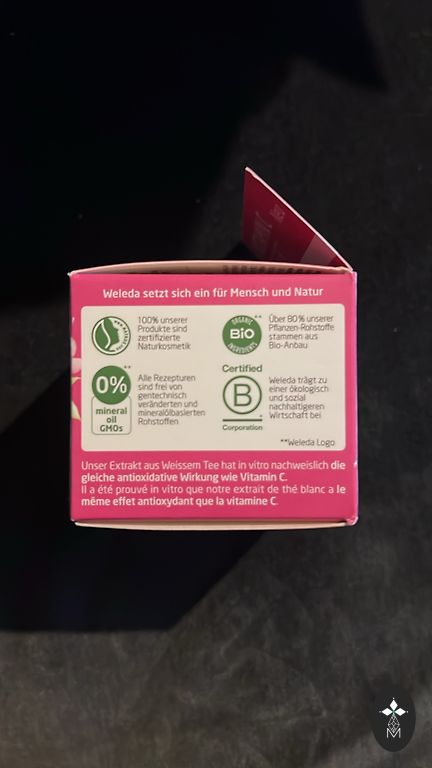 Weleda setzt sich ein für Mensch und Natur
100% unserer
Produkte sind
zertifizierte
Naturkosmetik
ORGANIC
BiO
INGREDIENTS
**
Über 80% unserer
Pflanzen-Rohstoffe
stammen aus
Bio-Anbau
0%
mineral
oil
GMOs
**
Alle Rezepturen
sind frei von
gentechnisch
veränderten und
mineralölbasierten
Rohstoffen
Certified
B
Corporation
Weleda trägt zu
einer ökologisch
und sozial
nachhaltigeren
Wirtschaft bei
**Weleda Logo
Unser Extrakt aus Weissem Tee hat in vitro nachweislich die
gleiche antioxidative Wirkung wie Vitamin C.
Il a été prouvé in vitro que notre extrait de thé blanc a le
même effet antioxydant que la vitamine C.
M